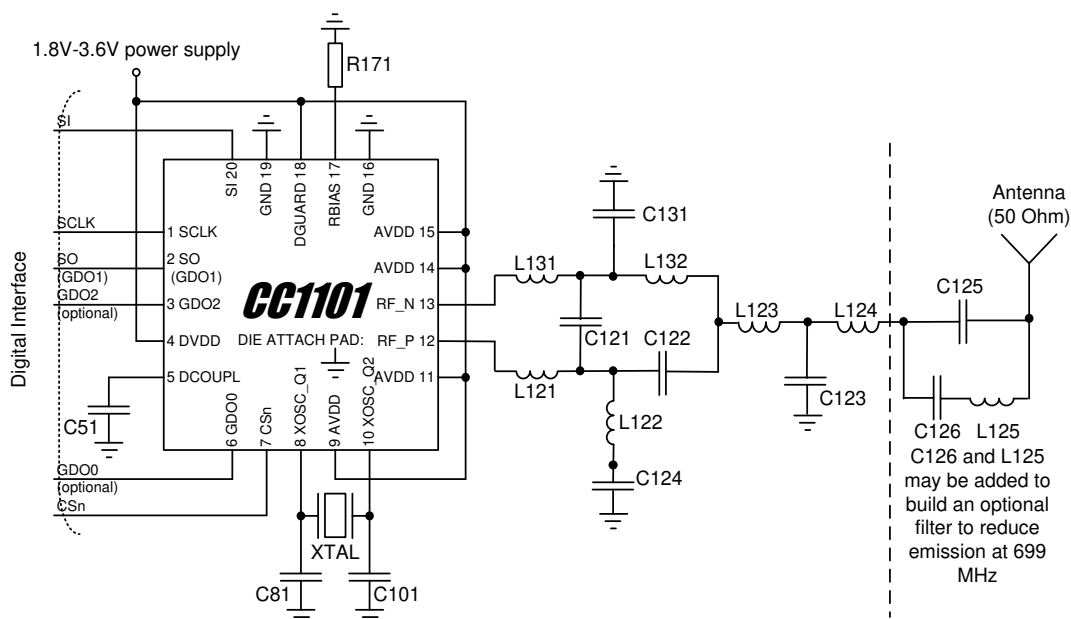 1.8V-3.6V power supply
R171
SI
SI 20
GND 19
DGUARD 18
RBIAS 17
GND 16
Antenna
(50 Ohm)
SCLK
1 SCLK
AVDD 15
C131
SO
2 SO
(GDO1)
(GDO1)
AVDD 14
L131
L132
GDO2
(optional)
3 GDO2
CC1101
RF_N 13
C125
L123
L124
Digital Interface
4 DVDD
DIE ATTACH PAD:
RF_P 12
C121
C122
5 DCOUPL
AVDD 11
L121
C123
C51
6 GDO0
7 CSn
8 XOSC_Q1
9 AVDD
10 XOSC_Q2
L122
C126
L125
GDO0
(optional)
C124
CSn
XTAL
C81
C101
C126 and L125
may be added to
build an optional
filter to reduce
emission at 699
MHz